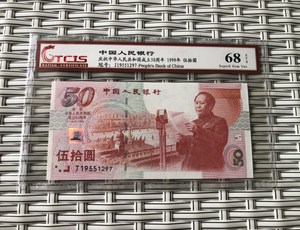 TCIS
中国人民银行
庆祝中华人民共和国成立50周年 1999年 伍拾圆
冠号: J19551297-People's Bank of China
68
Superb Gem Unc
50
中国人民银行
伍拾圆
J19551297
50